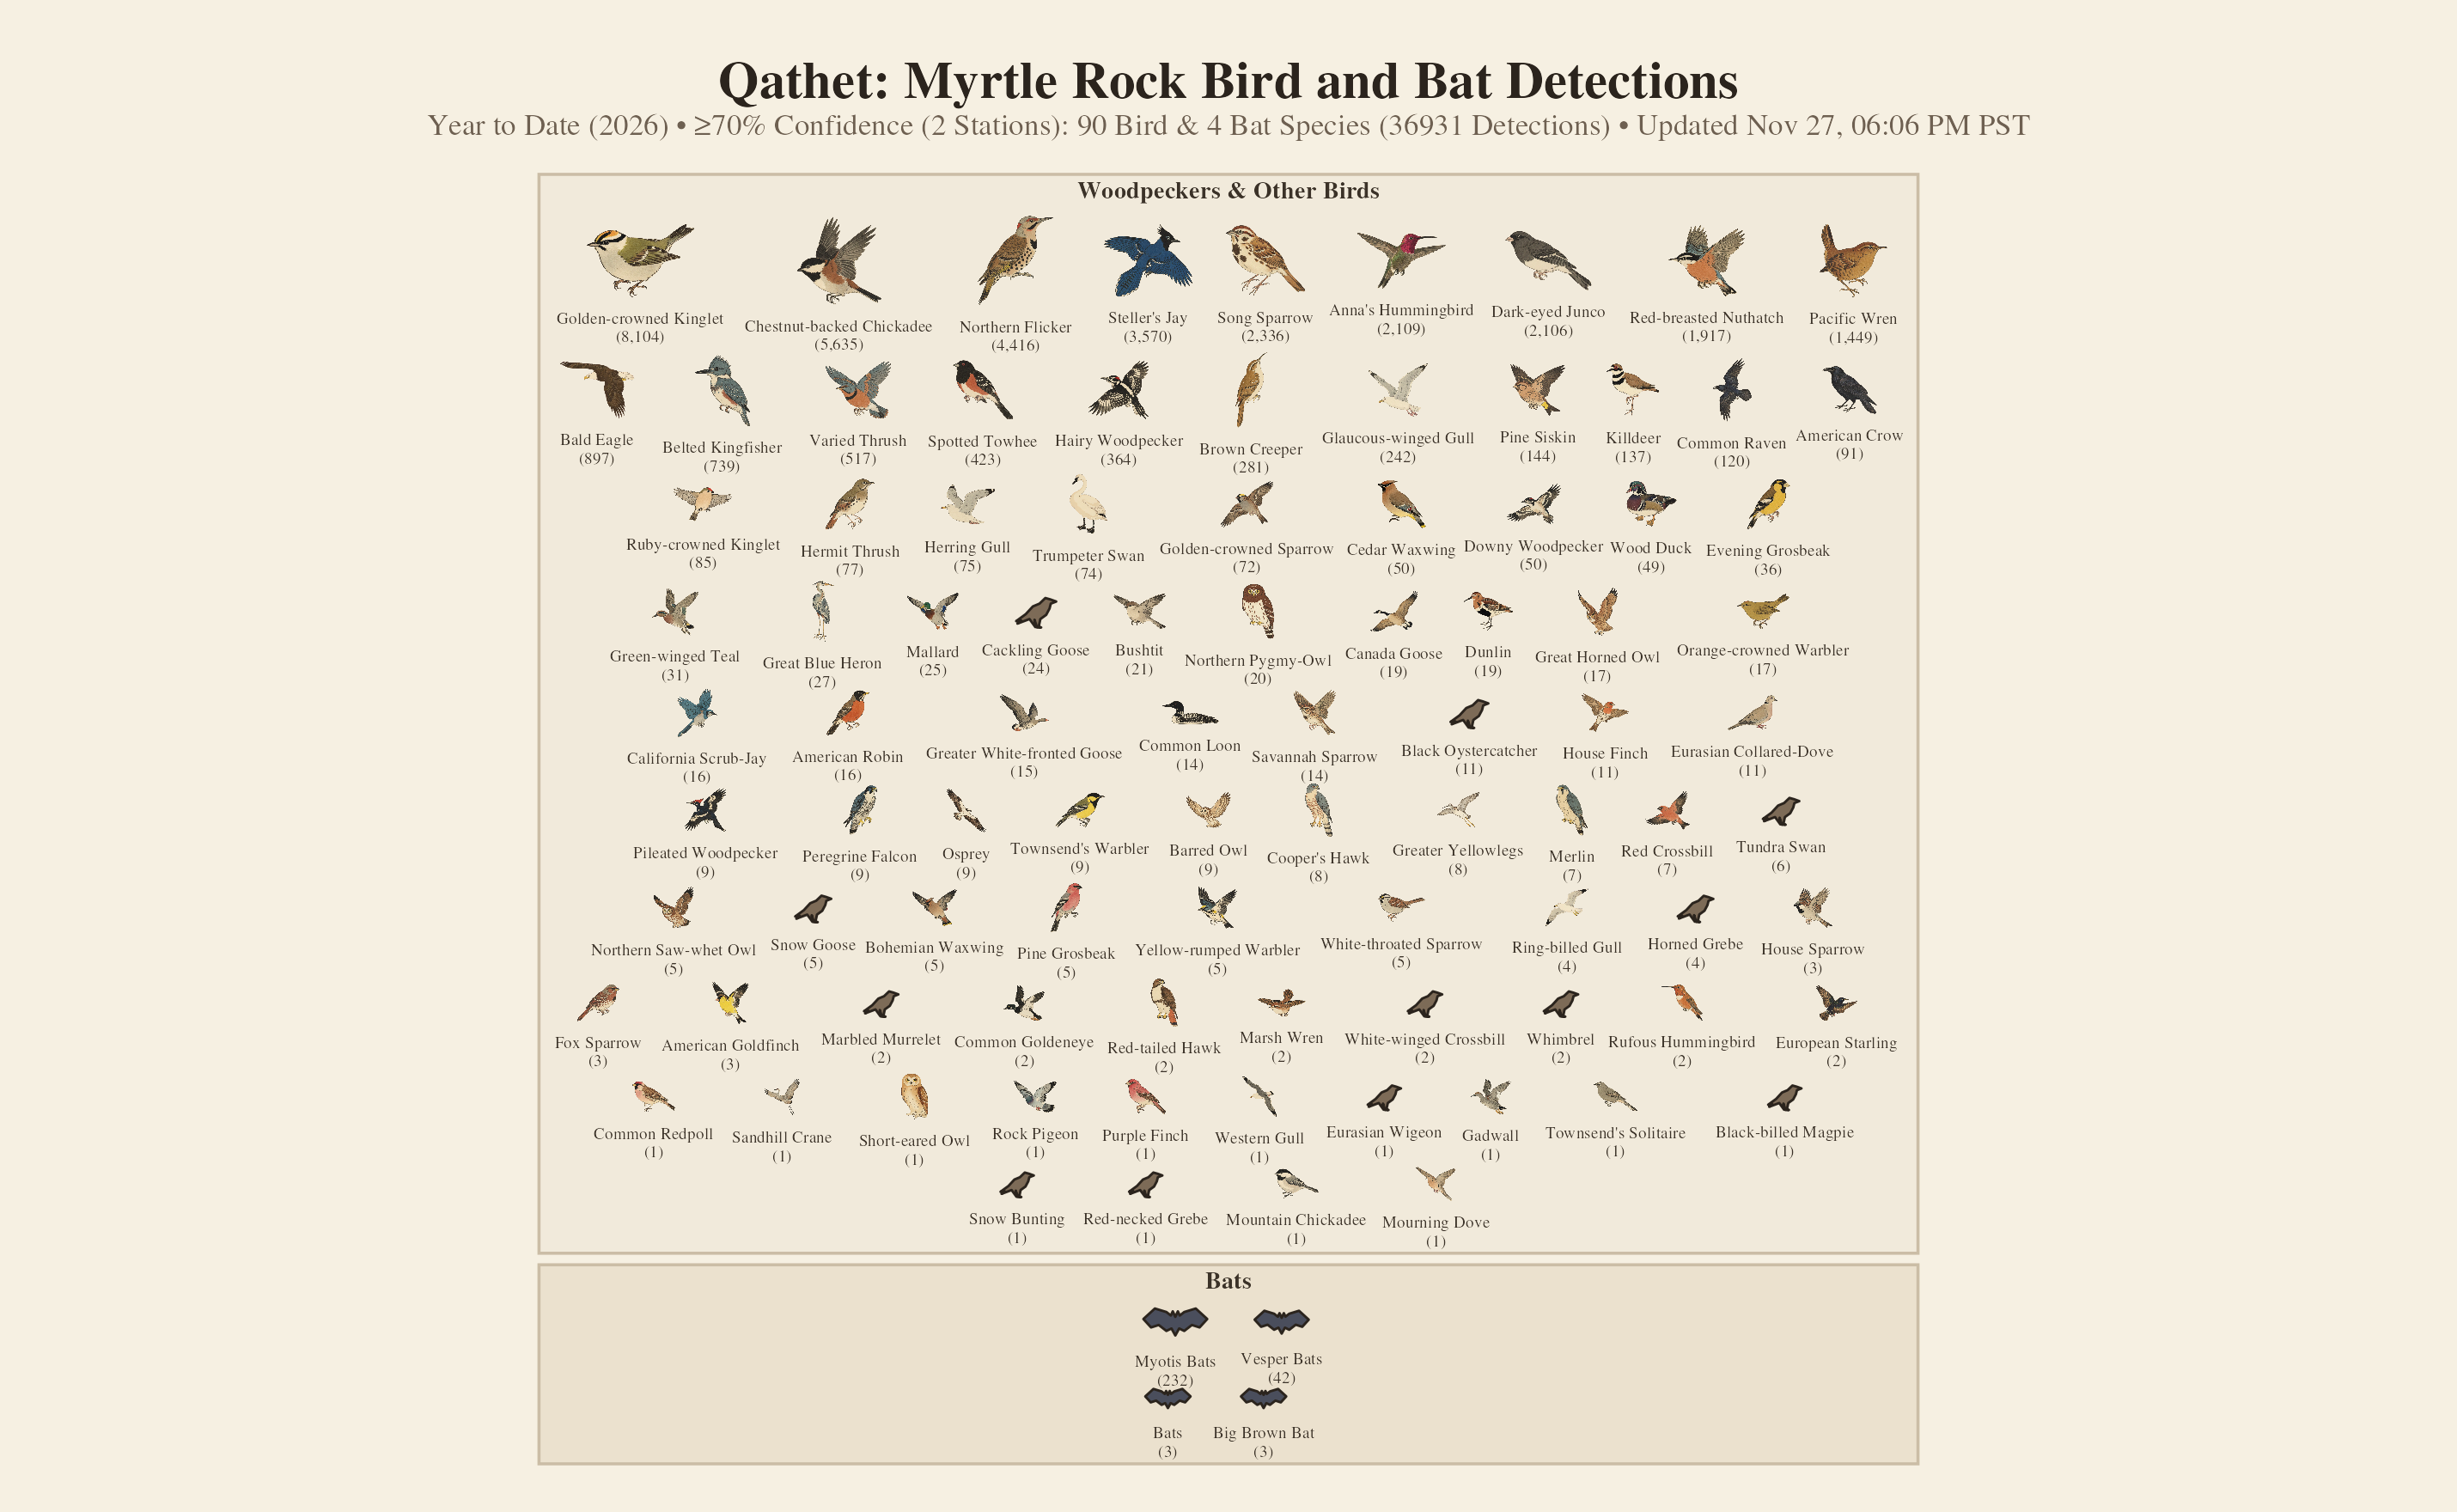 Qathet: Myrtle Rock Bird and Bat Detections
Year to Date (2026) • ≥70% Confidence (2 Stations): 90 Bird & 4 Bat Species (36931 Detections) • Updated Nov 27, 06:06 PM PST
Woodpeckers & Other Birds
Golden-crowned Kinglet
(8,104)
Chestnut-backed Chickadee
(5,635)
Northern Flicker
(4,416)
Steller's Jay
(3,570)
Song Sparrow
(2,336)
Anna's Hummingbird
(2,109)
Dark-eyed Junco
(2,106)
Red-breasted Nuthatch
(1,917)
Pacific Wren
(1,449)
Bald Eagle
(897)
Belted Kingfisher
(739)
Varied Thrush
(517)
Spotted Towhee
(423)
Hairy Woodpecker
(364)
Brown Creeper
(281)
Glaucous-winged Gull
(242)
Pine Siskin
(144)
Killdeer
(137)
Common Raven
(120)
American Crow
(91)
Ruby-crowned Kinglet
(85)
Hermit Thrush
(77)
Herring Gull
(75)
Trumpeter Swan
(74)
Golden-crowned Sparrow
(72)
Cedar Waxwing
(50)
Downy Woodpecker
(50)
Wood Duck
(49)
Evening Grosbeak
(36)
Green-winged Teal
(31)
Great Blue Heron
(27)
Mallard
(25)
Cackling Goose
(24)
Bushtit
(21)
Northern Pygmy-Owl
(20)
Canada Goose
(19)
Dunlin
(19)
Great Horned Owl
(17)
Orange-crowned Warbler
(17)
California Scrub-Jay
(16)
American Robin
(16)
Greater White-fronted Goose
(15)
Common Loon
(14)
Savannah Sparrow
(14)
Black Oystercatcher
(11)
House Finch
(11)
Eurasian Collared-Dove
(11)
Pileated Woodpecker
(9)
Peregrine Falcon
(9)
Osprey
(9)
Townsend's Warbler
(9)
Barred Owl
(9)
Cooper's Hawk
(8)
Greater Yellowlegs
(8)
Merlin
(7)
Red Crossbill
(7)
Tundra Swan
(6)
Northern Saw-whet Owl
(5)
Snow Goose
(5)
Bohemian Waxwing
(5)
Pine Grosbeak
(5)
Yellow-rumped Warbler
(5)
White-throated Sparrow
(5)
Ring-billed Gull
(4)
Horned Grebe
(4)
House Sparrow
(3)
Fox Sparrow
(3)
American Goldfinch
(3)
Marbled Murrelet
(2)
Common Goldeneye
(2)
Red-tailed Hawk
(2)
Marsh Wren
(2)
White-winged Crossbill
(2)
Whimbrel
(2)
Rufous Hummingbird
(2)
European Starling
(2)
Common Redpoll
(1)
Sandhill Crane
(1)
Short-eared Owl
(1)
Rock Pigeon
(1)
Purple Finch
(1)
Western Gull
(1)
Eurasian Wigeon
(1)
Gadwall
(1)
Townsend's Solitaire
(1)
Black-billed Magpie
(1)
Snow Bunting
(1)
Red-necked Grebe
(1)
Mountain Chickadee
(1)
Mourning Dove
(1)
Bats
Myotis Bats
(232)
Vesper Bats
(42)
Bats
(3)
Big Brown Bat
(3)